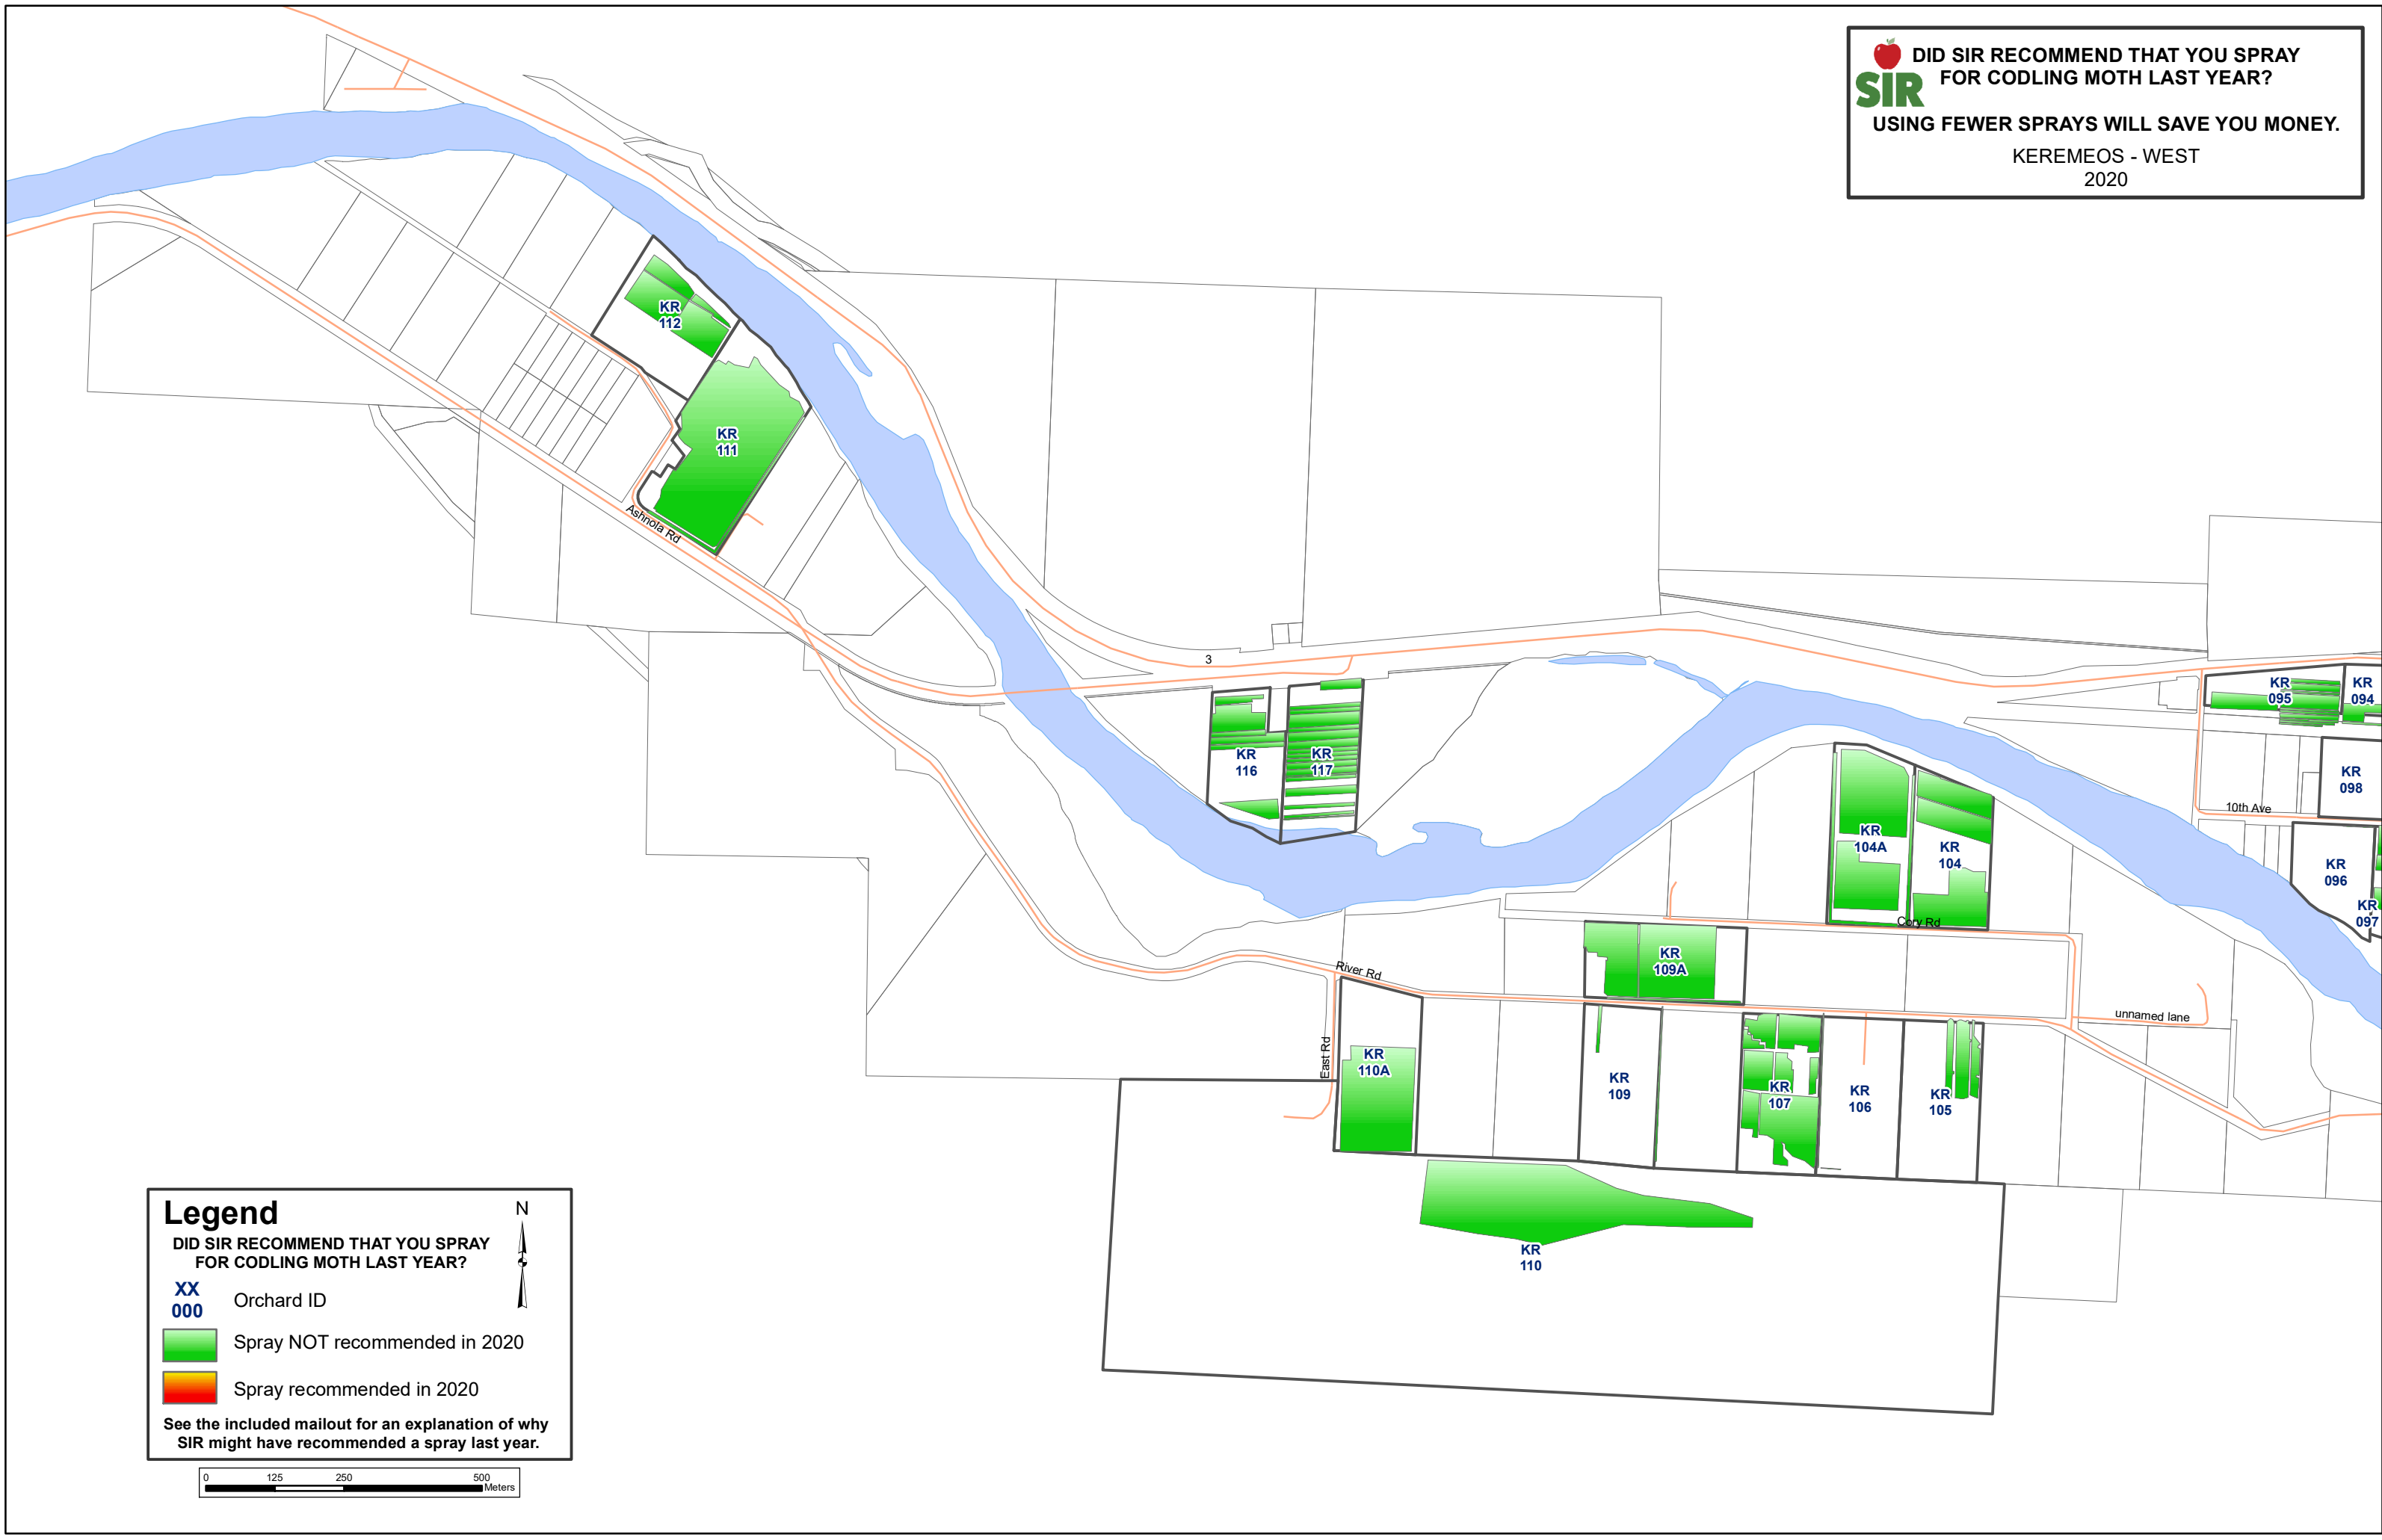 SIR
DID SIR RECOMMEND THAT YOU SPRAY
FOR CODLING MOTH LAST YEAR?
USING FEWER SPRAYS WILL SAVE YOU MONEY.
KEREMEOS - WEST
2020
KR
112
KR
111
Ashnola Rd
3
KR
095
KR
094
KR
116
KR
117
KR
098
10th Ave
KR
104A
KR
104
KR
096
KR
097
Cory Rd
KR
109A
River Rd
unnamed lane
East Rd
KR
110A
KR
109
KR
107
KR
106
KR
105
KR
110
Legend
N
DID SIR RECOMMEND THAT YOU SPRAY
FOR CODLING MOTH LAST YEAR?
XX
000
Orchard ID
Spray NOT recommended in 2020
Spray recommended in 2020
See the included mailout for an explanation of why
SIR might have recommended a spray last year.
0 125 250 500
Meters